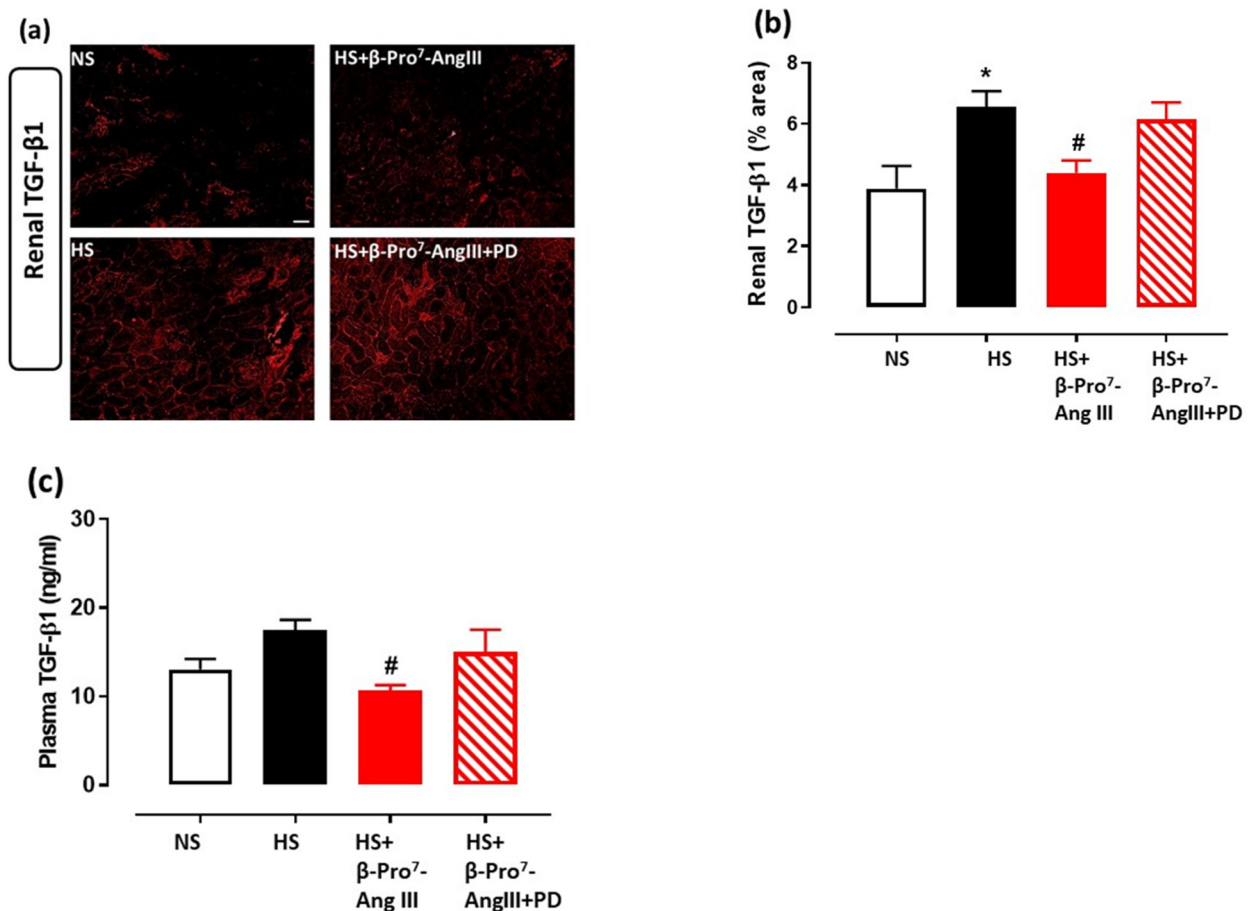 (a)
Renal TGF-β1
NS
HS+β-Pro⁷-AngIII
HS
HS+β-Pro⁷-AngIII+PD
(b)
Renal TGF-β1 (% area)
8
6
4
2
0
*
#
NS
HS
HS+
β-Pro⁷-
Ang III
HS+
β-Pro⁷-
AngIII+PD
(c)
Plasma TGF-β1 (ng/ml)
30
20
10
0
#
NS
HS
HS+
β-Pro⁷-
Ang III
HS+
β-Pro⁷-
AngIII+PD